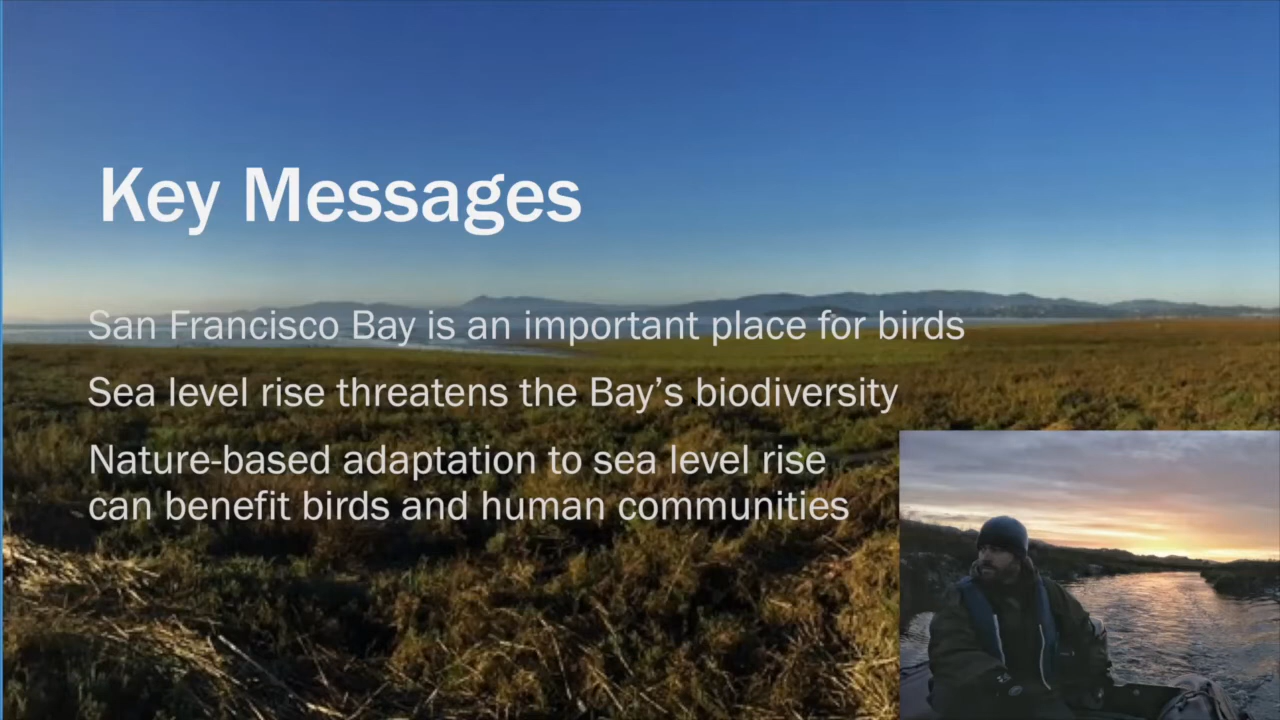 Key Messages
San Francisco Bay is an important place for birds
Sea level rise threatens the Bay’s biodiversity
Nature-based adaptation to sea level rise
can benefit birds and human communities